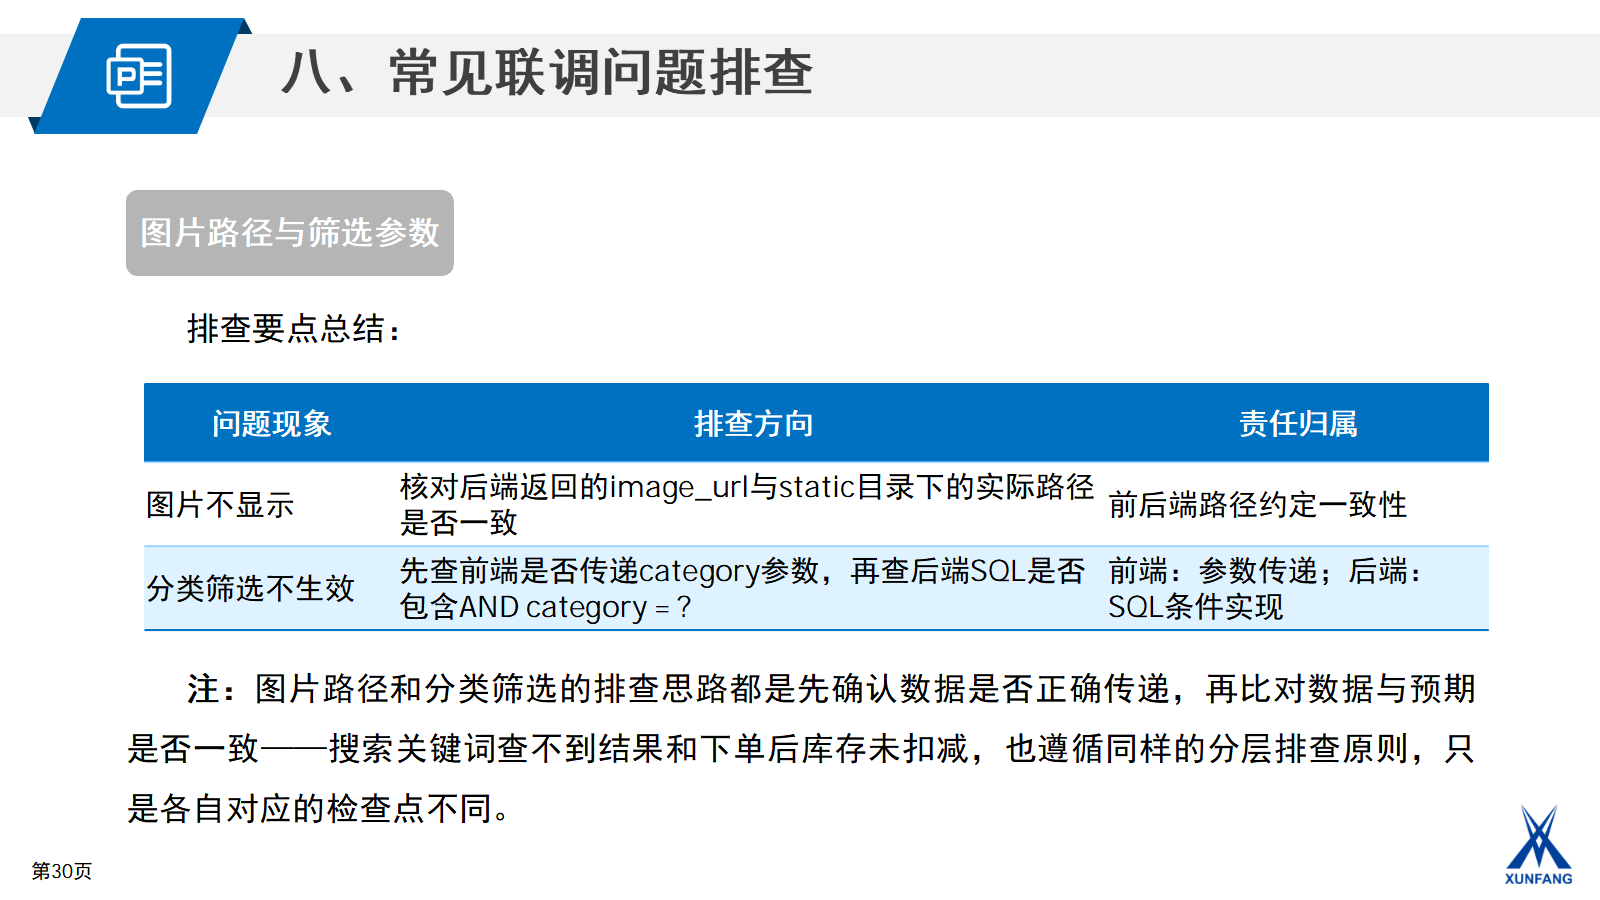 八、常见联调问题排查
图片路径与筛选参数
排查要点总结：
问题现象 排查方向 责任归属
图片不显示
核对后端返回的image_url与static目录下的实际路径
是否一致
前后端路径约定一致性
分类筛选不生效
先查前端是否传递category参数，再查后端SQL是否
包含AND category = ?
前端：参数传递；后端：
SQL条件实现
注：图片路径和分类筛选的排查思路都是先确认数据是否正确传递，再比对数据与预期
是否一致——搜索关键词查不到结果和下单后库存未扣减，也遵循同样的分层排查原则，只
是各自对应的检查点不同。
第30页
XUNFANG